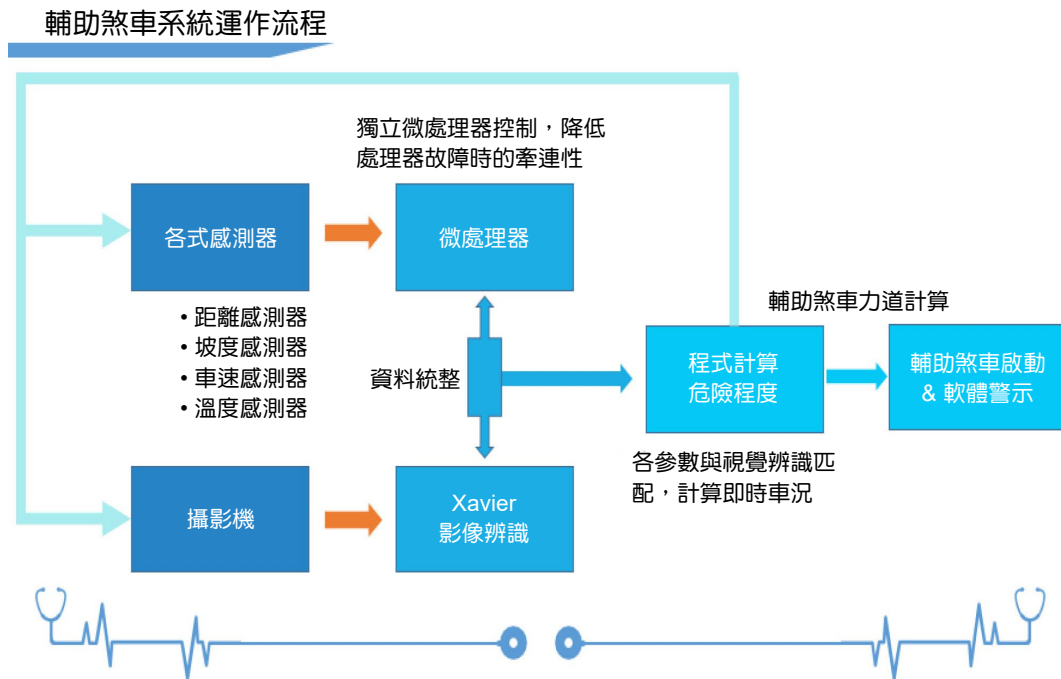 輔助煞車系統運作流程
獨立微處理器控制，降低
處理器故障時的牽連性
各式感測器
微處理器
•距離感測器
•坡度感測器
•車速感測器
•溫度感測器
資料統整
輔助煞車力道計算
程式計算
危險程度
輔助煞車啟動
& 軟體警示
各參數與視覺辨識匹
配，計算即時車況
攝影機
Xavier
影像辨識